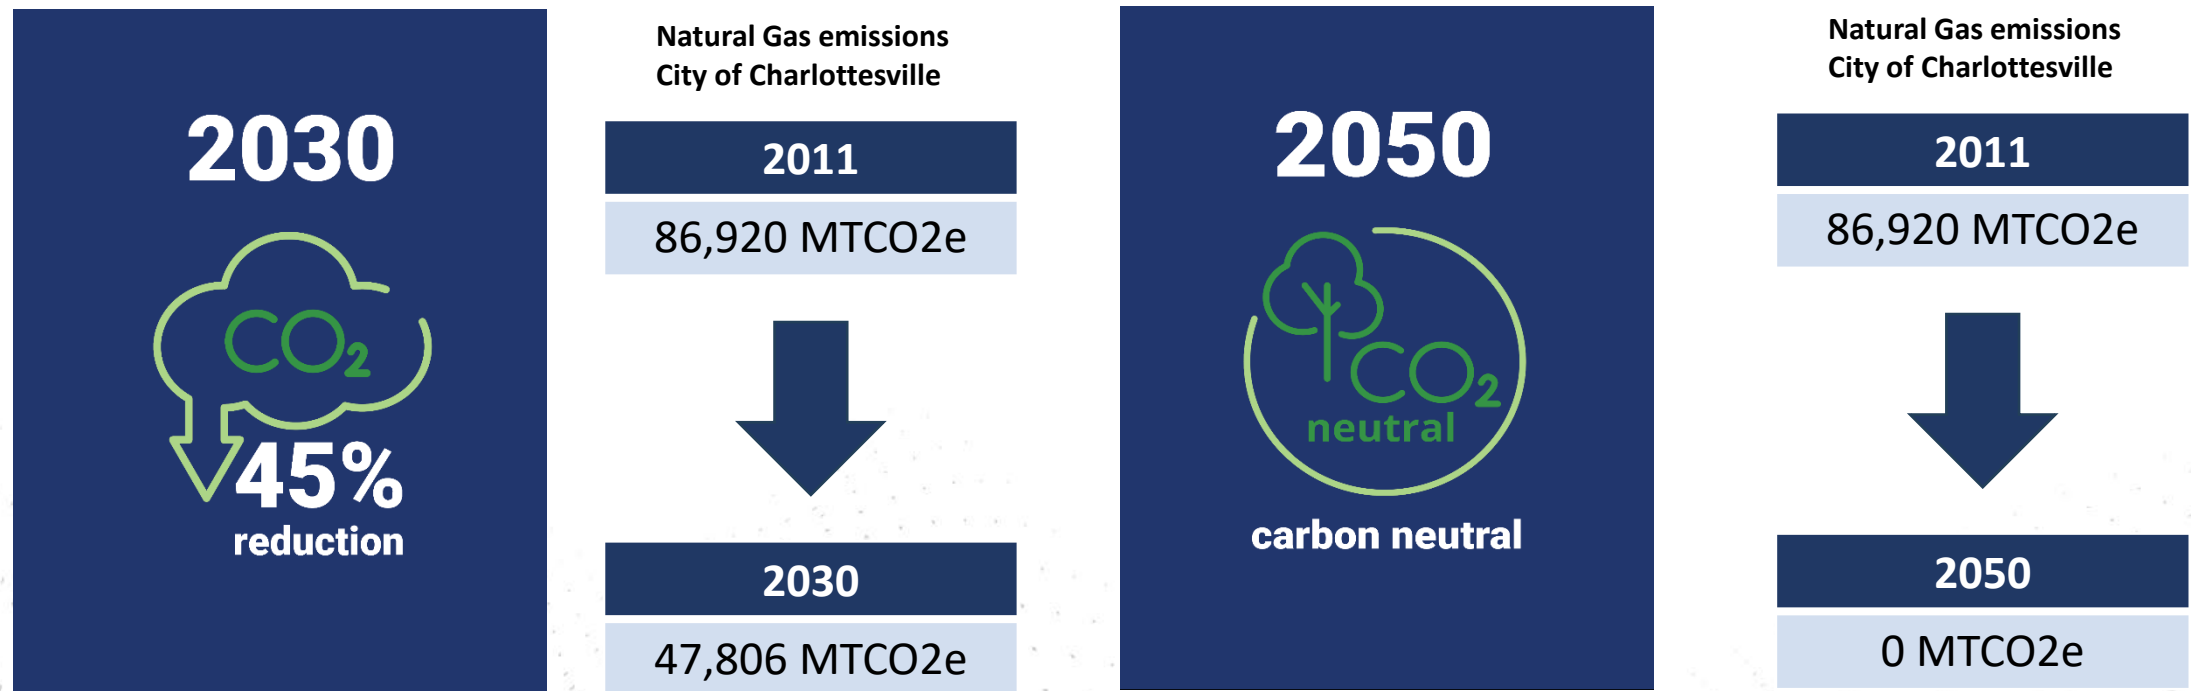 2030
CO2
45%
reduction
Natural Gas emissions
City of Charlottesville
2011
86,920 MTCO2e
2030
47,806 MTCO2e
2050
CO2
neutral
carbon neutral
Natural Gas emissions
City of Charlottesville
2011
86,920 MTCO2e
2050
0 MTCO2e